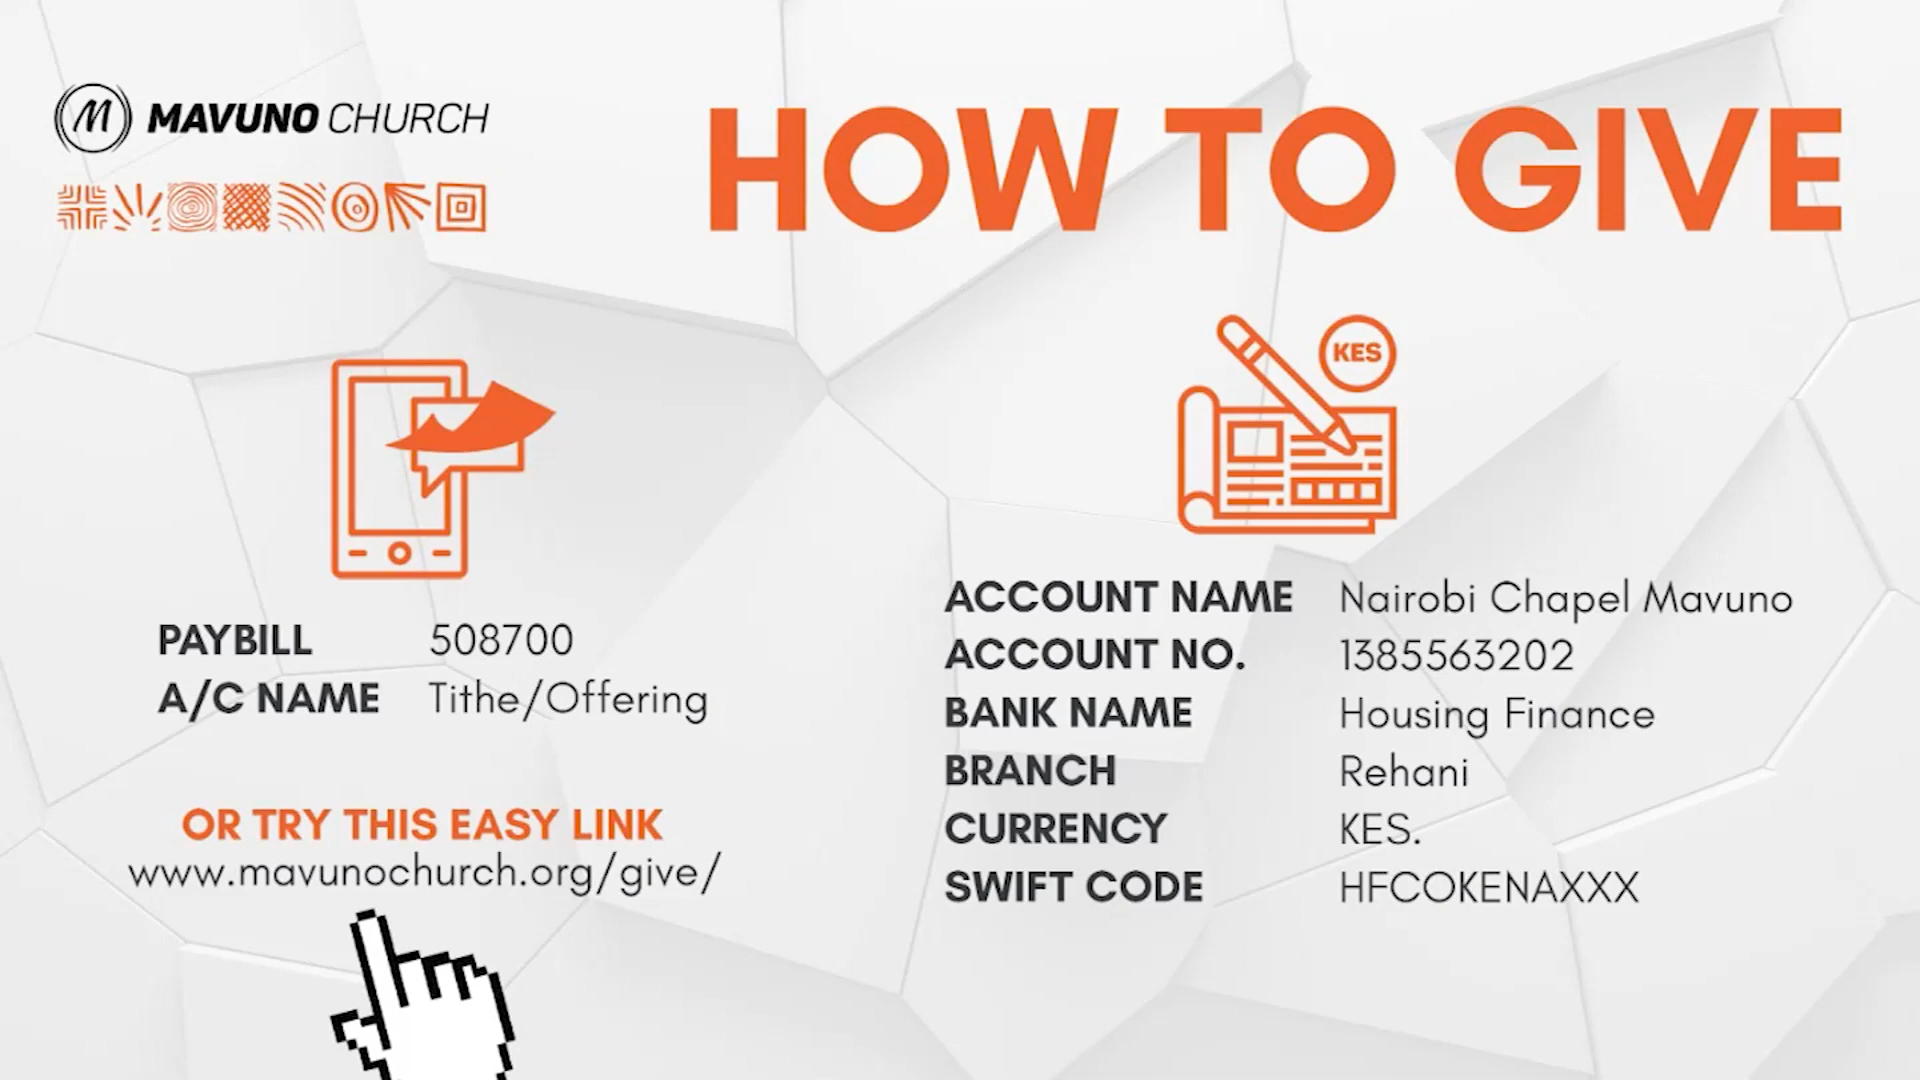 MAVUNO CHURCH
HOW TO GIVE
KES
PAYBILL 508700
A/C NAME Tithe/Offering
OR TRY THIS EASY LINK
www.mavunochurch.org/give/
ACCOUNT NAME Nairobi Chapel Mavuno
ACCOUNT NO. 1385563202
BANK NAME Housing Finance
BRANCH Rehani
CURRENCY KES.
SWIFT CODE HFCOKENAXXX